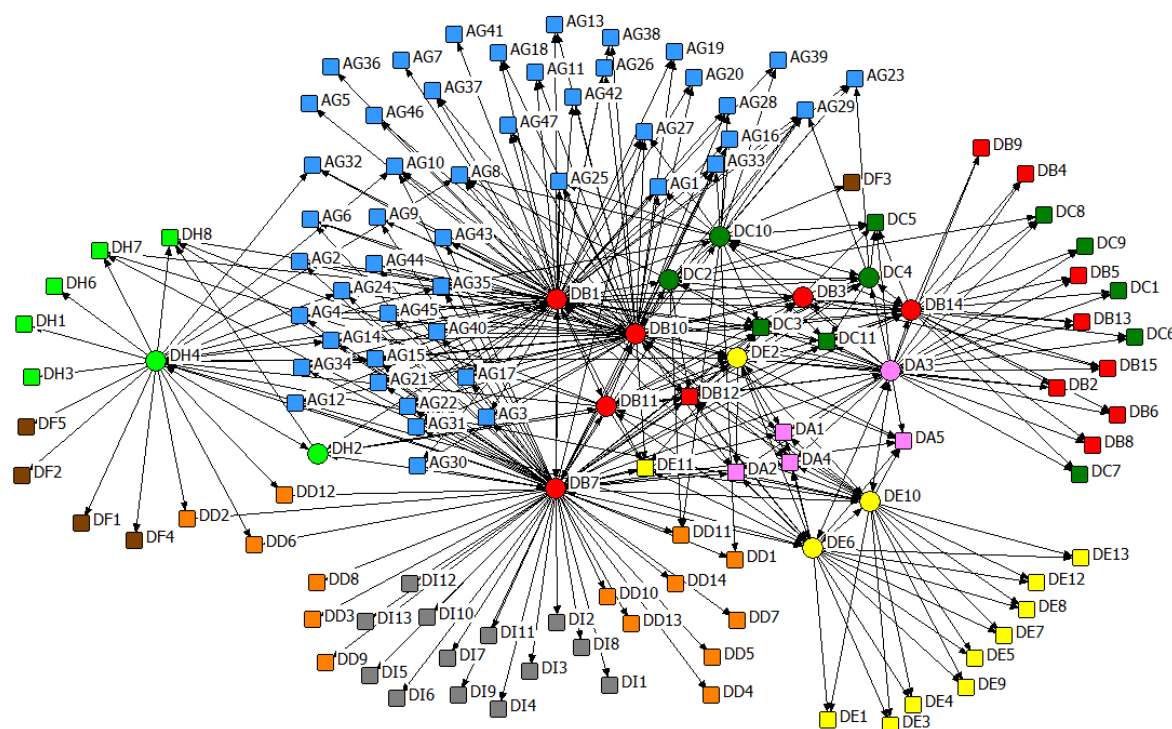 AG13
AG41
AG38
AG18
AG19
AG7
AG39
AG36
AG11
AG26
AG20
AG23
AG37
AG42
AG5
AG28
AG29
AG46
AG47
AG27
AG16
DB9
AG32
AG10
AG8
AG33
DB4
AG25
AG1
DF3
AG6
AG9
DC5
DC8
DH8
AG43
DC10
DH7
DC9
AG2
AG44
DC2
DC4
DB5
DH6
AG24
AG35
DC1
DB1
DB3
DB14
AG4
AG45
DH1
DB13
AG14
AG40
DB10
DC3
DC11
DC6
DH4
AG15
DE2
AG34
DB15
DH3
AG21
AG17
DA3
DB2
AG12
AG22
DB11
DB12
DB6
AG3
DF5
AG31
DA1
DA5
DB8
DH2
AG30
DE11
DA2
DA4
DC7
DF2
DB7
DD12
DE10
DF1
DD2
DD11
DF4
DD6
DE6
DD1
DE13
DD8
DI12
DD14
DE12
DD10
DE8
DD3
DI13
DI10
DI2
DD13
DD7
DE7
DI11
DI8
DD9
DI7
DD5
DE5
DI5
DI3
DI6
DI9
DI1
DD4
DE9
DI4
DE4
DE1
DE3